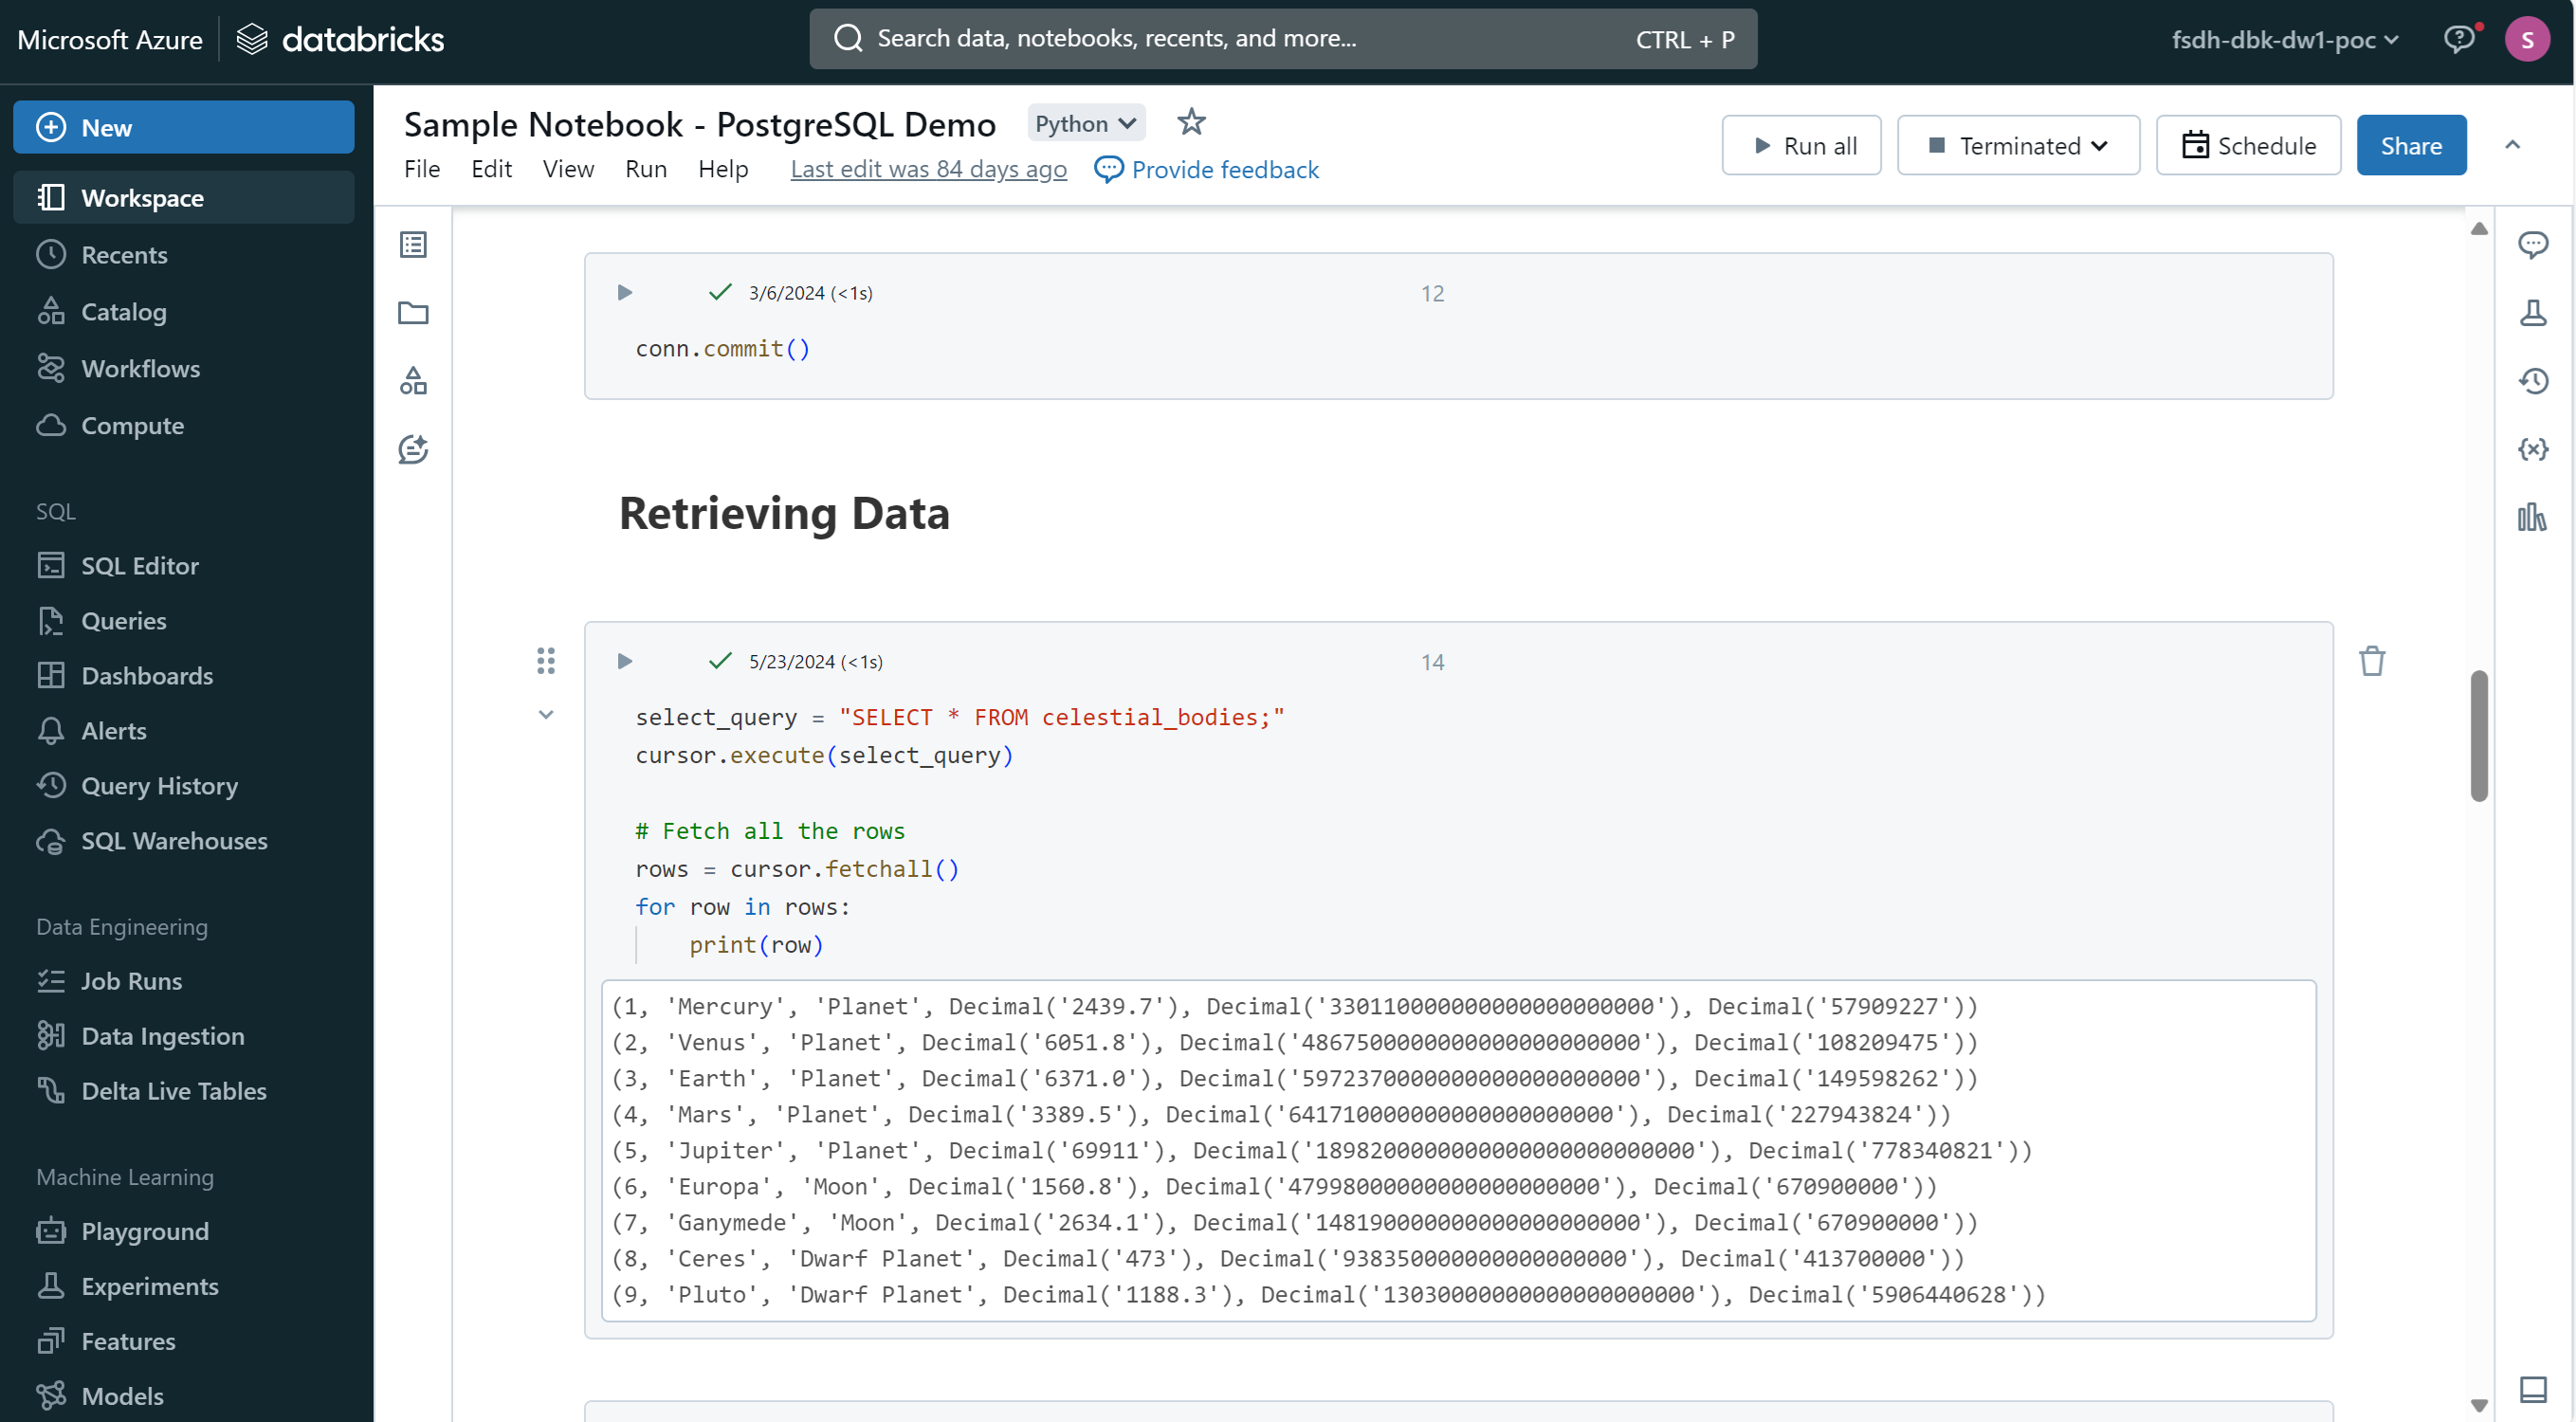 Microsoft Azure databricks
Search data, notebooks, recents, and more... CTRL + P
fsdh-dbk-dw1-poc
S
New
Workspace
Recents
Catalog
Workflows
Compute
SQL
SQL Editor
Queries
Dashboards
Alerts
Query History
SQL Warehouses
Data Engineering
Job Runs
Data Ingestion
Delta Live Tables
Machine Learning
Playground
Experiments
Features
Models
Sample Notebook - PostgreSQL Demo Python
File Edit View Run Help Last edit was 84 days ago Provide feedback
Run all Terminated Schedule Share
3/6/2024 (<1s) 12
conn.commit()
Retrieving Data
5/23/2024 (<1s) 14
select_query = "SELECT * FROM celestial_bodies;"
cursor.execute(select_query)
# Fetch all the rows
rows = cursor.fetchall()
for row in rows:
    print(row)
(1, 'Mercury', 'Planet', Decimal('2439.7'), Decimal('330110000000000000000000'), Decimal('57909227'))
(2, 'Venus', 'Planet', Decimal('6051.8'), Decimal('4867500000000000000000000'), Decimal('108209475'))
(3, 'Earth', 'Planet', Decimal('6371.0'), Decimal('5972370000000000000000000'), Decimal('149598262'))
(4, 'Mars', 'Planet', Decimal('3389.5'), Decimal('641710000000000000000000'), Decimal('227943824'))
(5, 'Jupiter', 'Planet', Decimal('69911'), Decimal('1898200000000000000000000000'), Decimal('778340821'))
(6, 'Europa', 'Moon', Decimal('1560.8'), Decimal('47998000000000000000000'), Decimal('670900000'))
(7, 'Ganymede', 'Moon', Decimal('2634.1'), Decimal('148190000000000000000000'), Decimal('670900000'))
(8, 'Ceres', 'Dwarf Planet', Decimal('473'), Decimal('938350000000000000000'), Decimal('413700000'))
(9, 'Pluto', 'Dwarf Planet', Decimal('1188.3'), Decimal('13030000000000000000000'), Decimal('5906440628'))